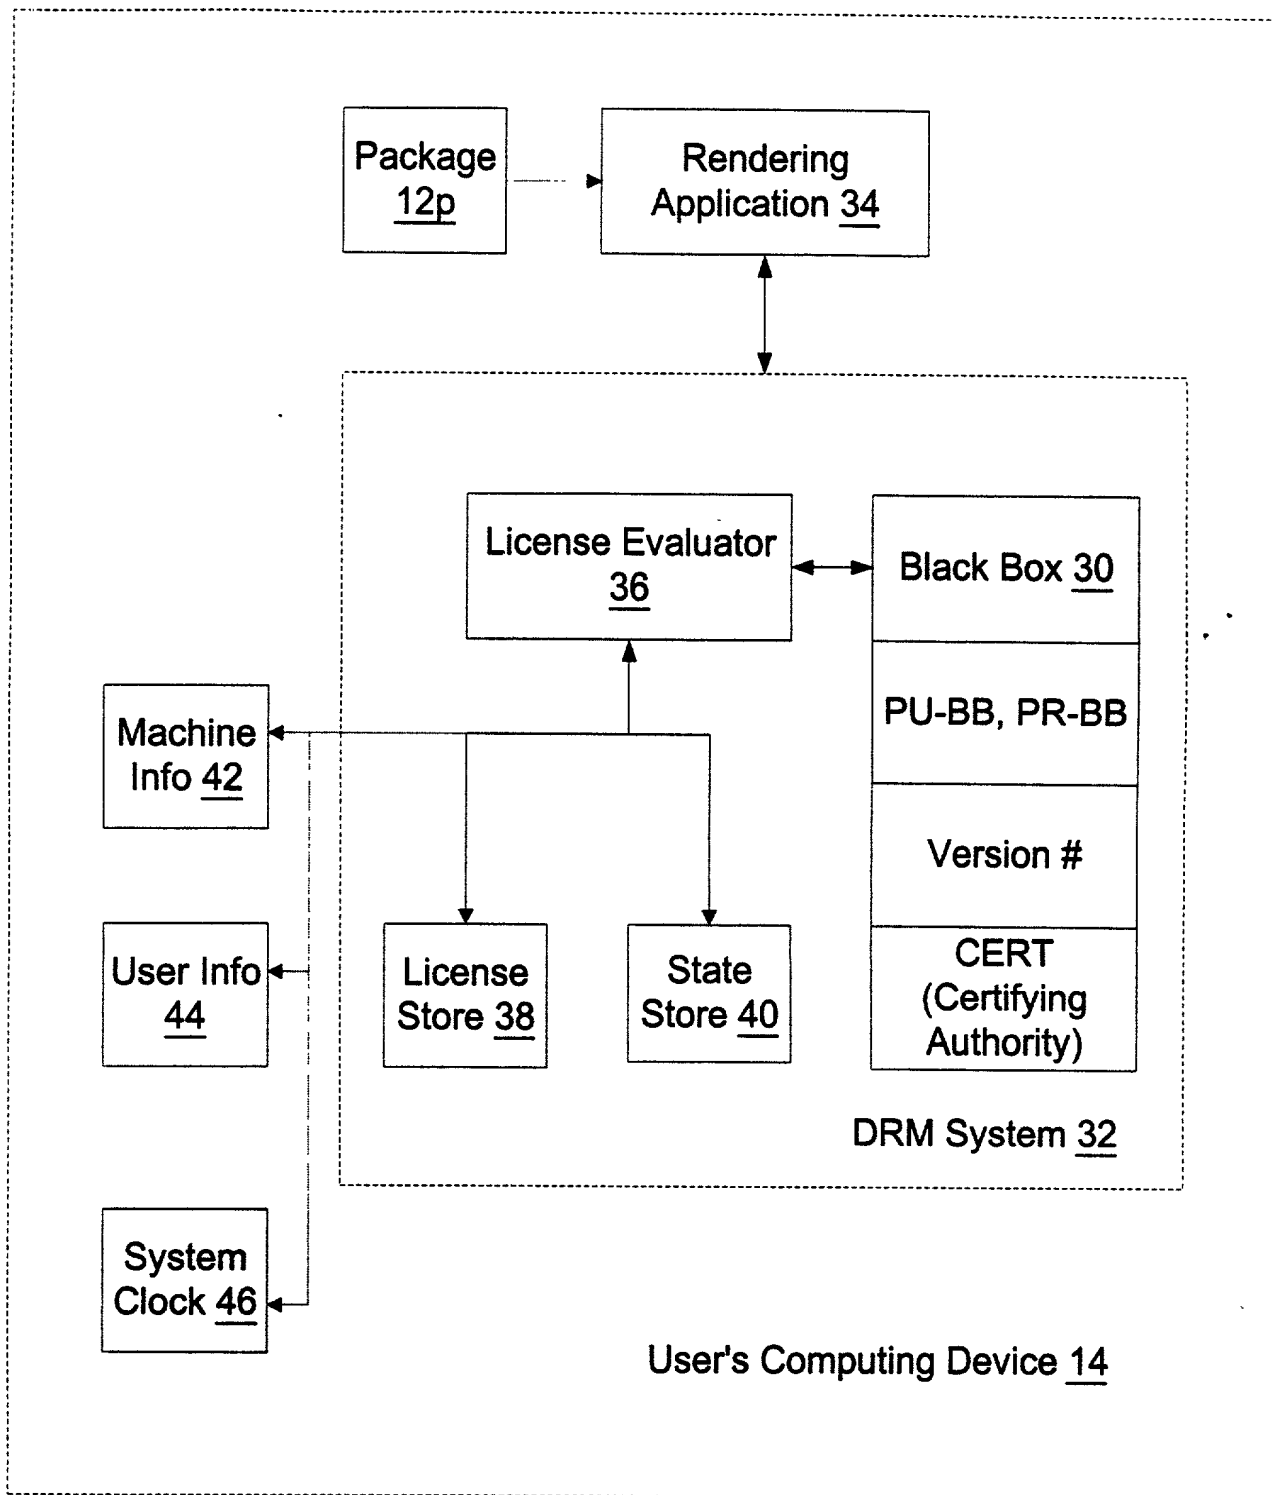 Package
12p
Rendering
Application 34
License Evaluator
36
Black Box 30
PU-BB, PR-BB
Version #
CERT
(Certifying
Authority)
Machine
Info 42
User Info
44
License
Store 38
State
Store 40
DRM System 32
System
Clock 46
User's Computing Device 14